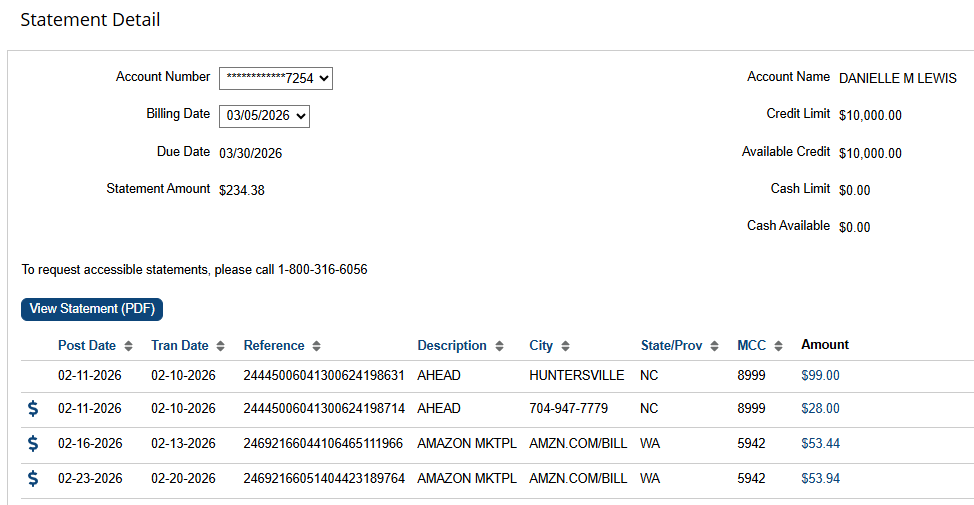 Statement Detail
Account Number ************7254 Account Name DANIELLE M LEWIS
Billing Date 03/05/2026 Credit Limit $10,000.00
Due Date 03/30/2026 Available Credit $10,000.00
Statement Amount $234.38 Cash Limit $0.00
Cash Available $0.00
To request accessible statements, please call 1-800-316-6056
View Statement (PDF)
Post Date Tran Date Reference Description City State/Prov MCC Amount
02-11-2026 02-10-2026 24445006041300624198631 AHEAD HUNTERSVILLE NC 8999 $99.00
$ 02-11-2026 02-10-2026 24445006041300624198714 AHEAD 704-947-7779 NC 8999 $28.00
$ 02-16-2026 02-13-2026 24692166044106465111966 AMAZON MKTPL AMZN.COM/BILL WA 5942 $53.44
$ 02-23-2026 02-20-2026 24692166051404423189764 AMAZON MKTPL AMZN.COM/BILL WA 5942 $53.94